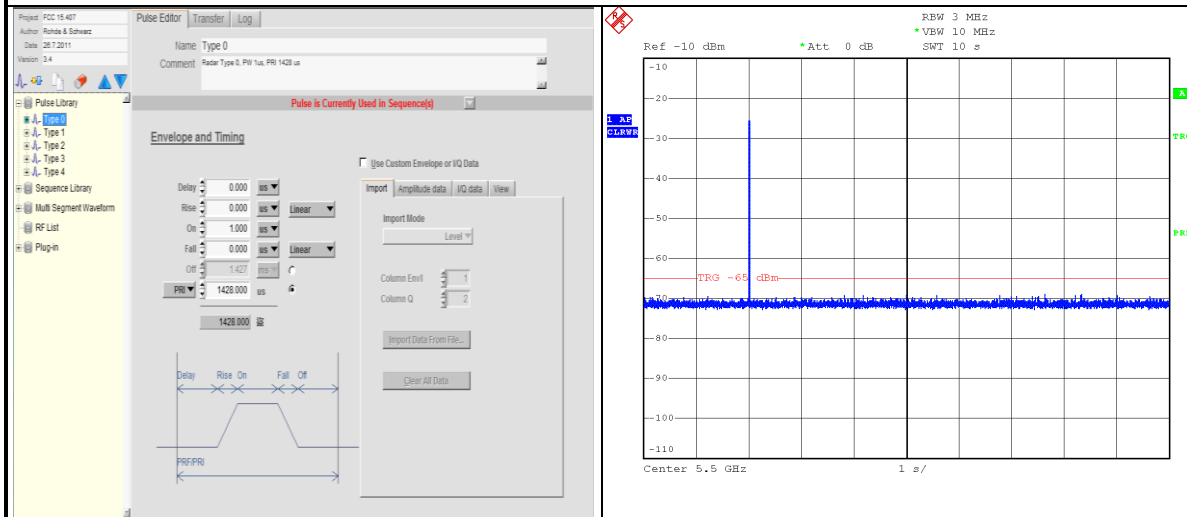 Project FCC 15.407
Author Rohde & Schwarz
Date 26.7.2011
Version 3.4
Pulse Library
Type 0
Type 1
Type 2
Type 3
Type 4
Sequence Library
Multi Segment Waveform
RF List
Plug-in
Pulse Editor Transfer Log
Name Type 0
Comment Radar Type 0, PW 1us, PRI 1428 us
Pulse is Currently Used in Sequence(s)
Envelope and Timing
Use Custom Envelope or I/Q Data
Delay 0.000 us
Rise 0.000 us Linear
On 1.000 us
Fall 0.000 us Linear
Off 1.427 ms
PRI 1428.000 us
1428.000
Import Amplitude data I/Q data View
Import Mode
Level
Column Env/I 1
Column Q 2
Import Data From File...
Clear All Data
Delay Rise On Fall Off
PRF/PRI
R S
RBW 3 MHz
* VBW 10 MHz
Ref -10 dBm * Att 0 dB SWT 10 s
-10
A
-20
1 AP
CLRWR
TRG
-30
-40
-50
PRN
-60
TRG -65 dBm
-70
-80
-90
-100
-110
Center 5.5 GHz 1 s/